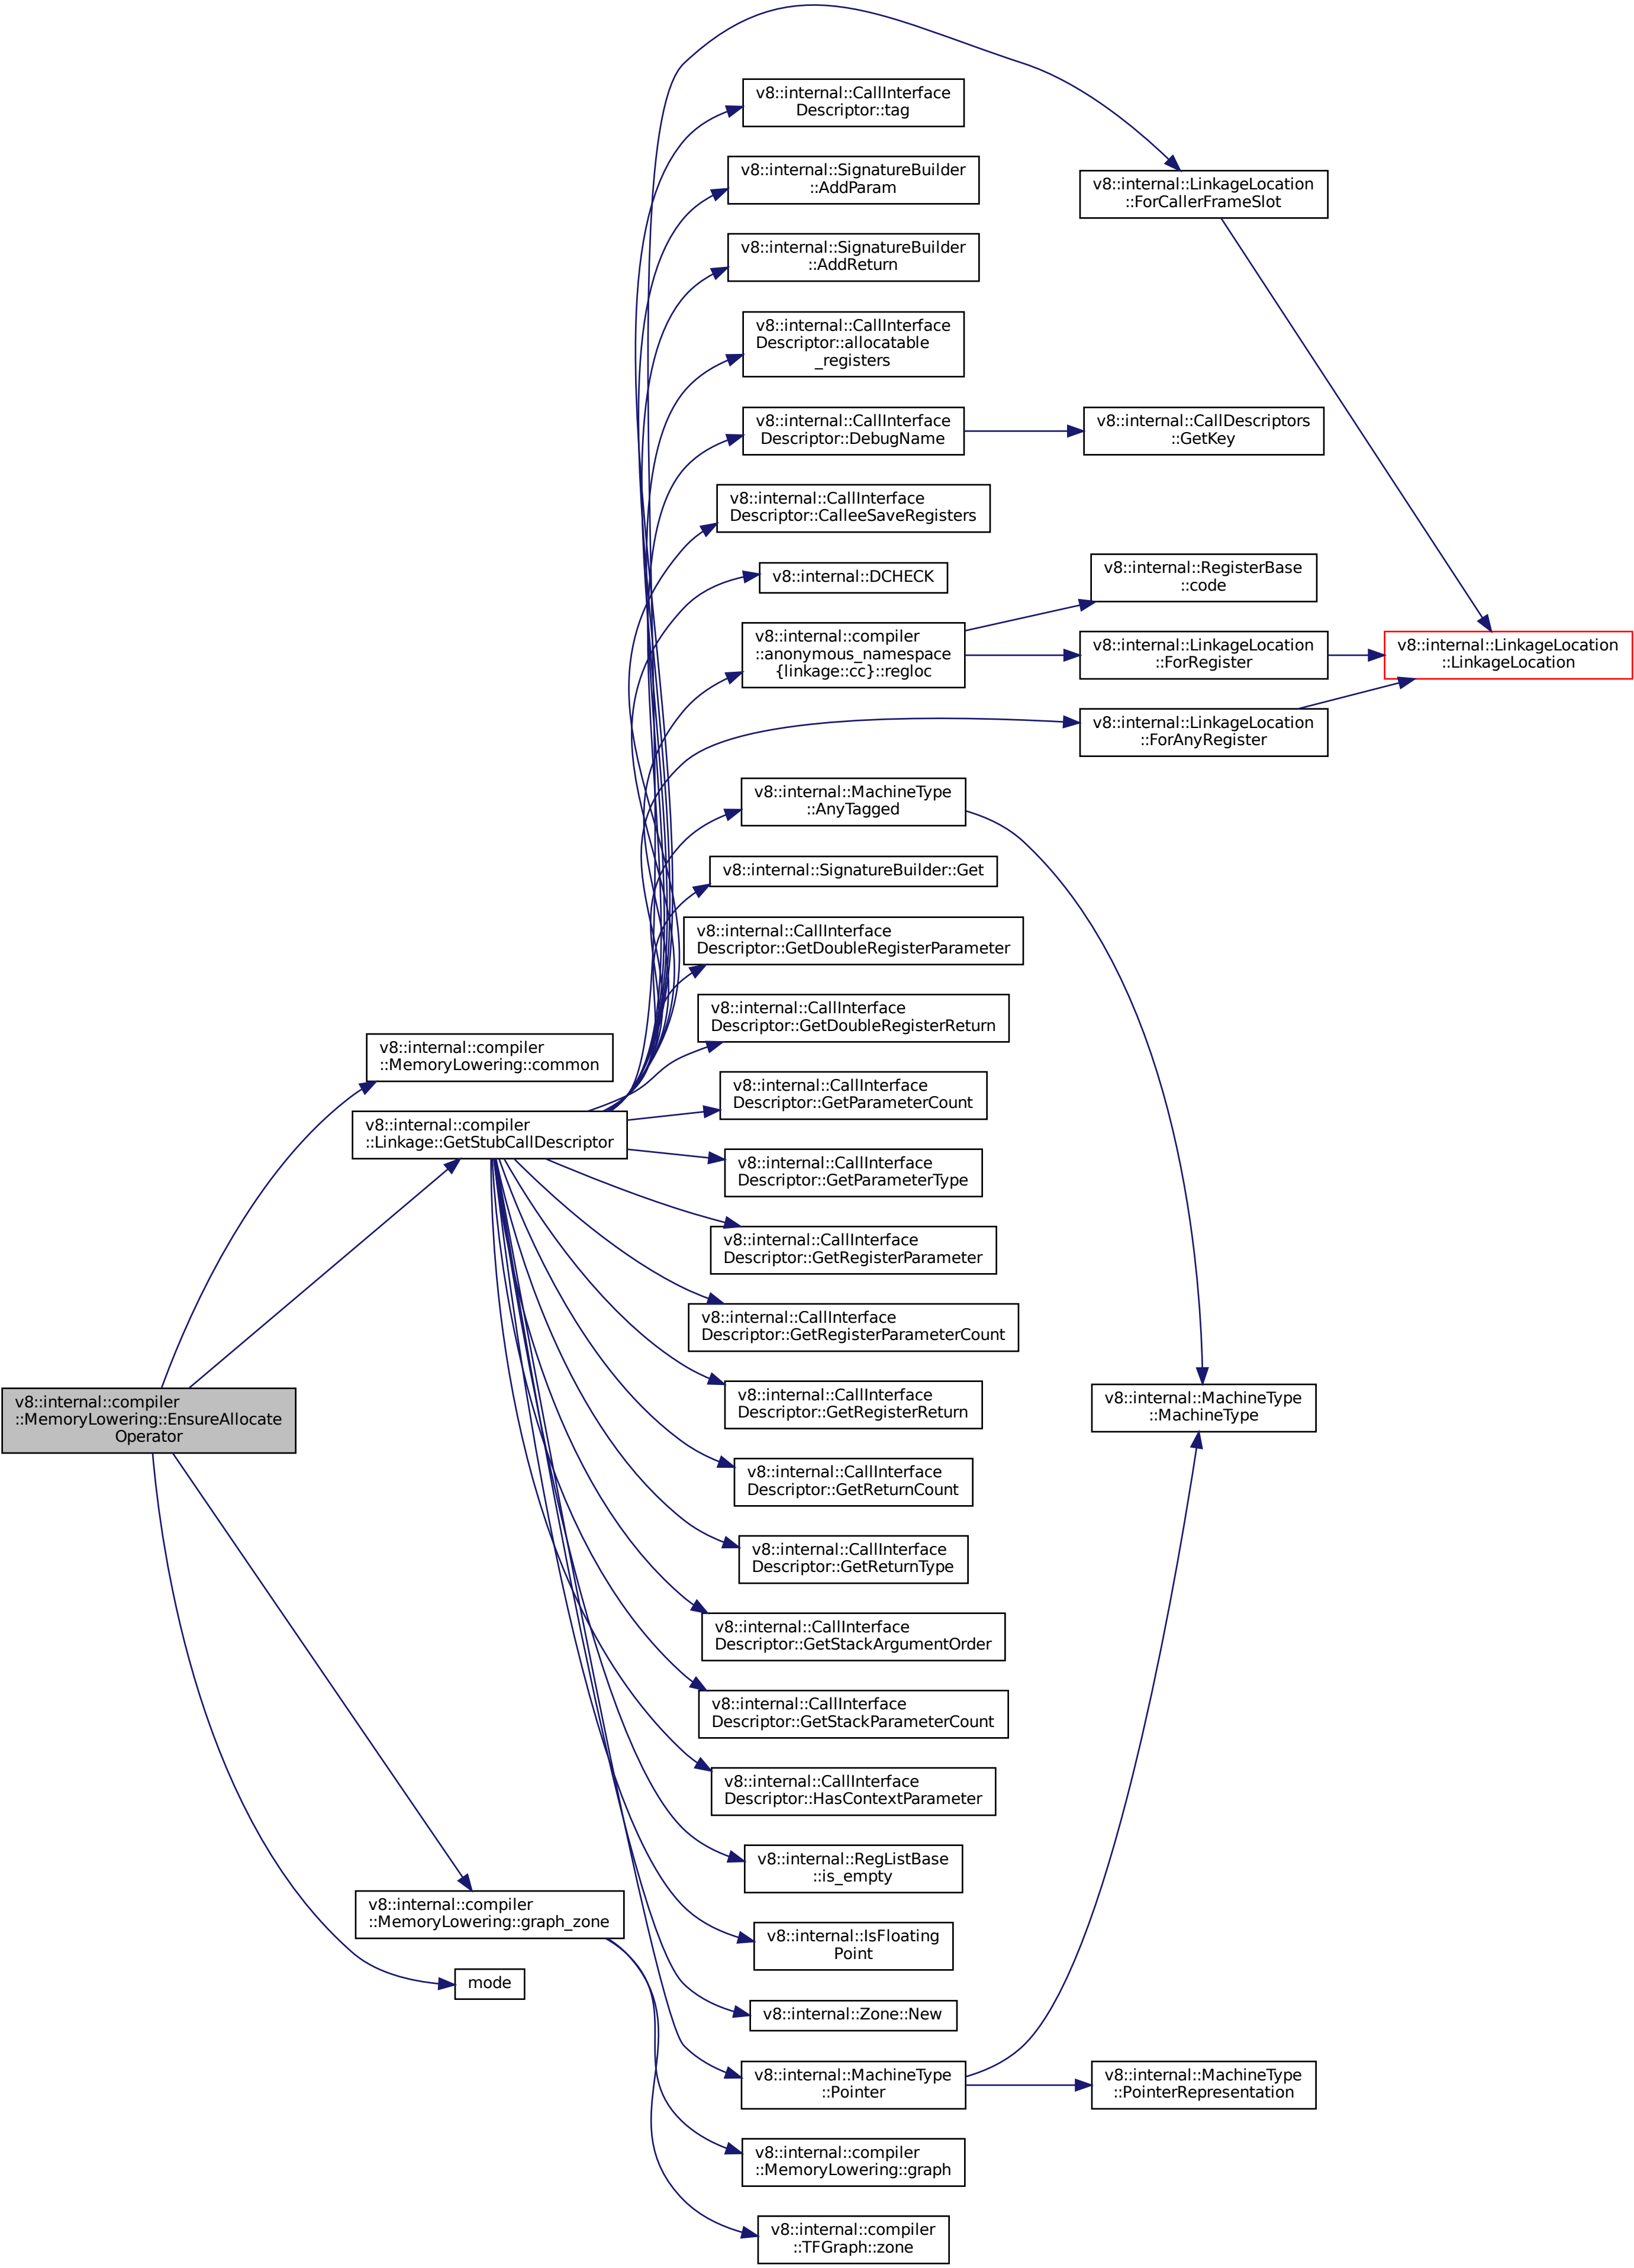 v8::internal::CallInterface
Descriptor::tag
v8::internal::SignatureBuilder
::AddParam
v8::internal::LinkageLocation
::ForCallerFrameSlot
v8::internal::SignatureBuilder
::AddReturn
v8::internal::CallInterface
Descriptor::allocatable
_registers
v8::internal::CallInterface
Descriptor::DebugName
v8::internal::CallDescriptors
::GetKey
v8::internal::CallInterface
Descriptor::CalleeSaveRegisters
v8::internal::DCHECK
v8::internal::RegisterBase
::code
v8::internal::compiler
::anonymous_namespace
{linkage::cc}::regloc
v8::internal::LinkageLocation
::ForRegister
v8::internal::LinkageLocation
::LinkageLocation
v8::internal::LinkageLocation
::ForAnyRegister
v8::internal::MachineType
::AnyTagged
v8::internal::SignatureBuilder::Get
v8::internal::CallInterface
Descriptor::GetDoubleRegisterParameter
v8::internal::CallInterface
Descriptor::GetDoubleRegisterReturn
v8::internal::compiler
::MemoryLowering::common
v8::internal::CallInterface
Descriptor::GetParameterCount
v8::internal::compiler
::Linkage::GetStubCallDescriptor
v8::internal::CallInterface
Descriptor::GetParameterType
v8::internal::CallInterface
Descriptor::GetRegisterParameter
v8::internal::CallInterface
Descriptor::GetRegisterParameterCount
v8::internal::compiler
::MemoryLowering::EnsureAllocate
Operator
v8::internal::CallInterface
Descriptor::GetRegisterReturn
v8::internal::MachineType
::MachineType
v8::internal::CallInterface
Descriptor::GetReturnCount
v8::internal::CallInterface
Descriptor::GetReturnType
v8::internal::CallInterface
Descriptor::GetStackArgumentOrder
v8::internal::CallInterface
Descriptor::GetStackParameterCount
v8::internal::CallInterface
Descriptor::HasContextParameter
v8::internal::RegListBase
::is_empty
v8::internal::compiler
::MemoryLowering::graph_zone
v8::internal::IsFloating
Point
mode
v8::internal::Zone::New
v8::internal::MachineType
::Pointer
v8::internal::MachineType
::PointerRepresentation
v8::internal::compiler
::MemoryLowering::graph
v8::internal::compiler
::TFGraph::zone